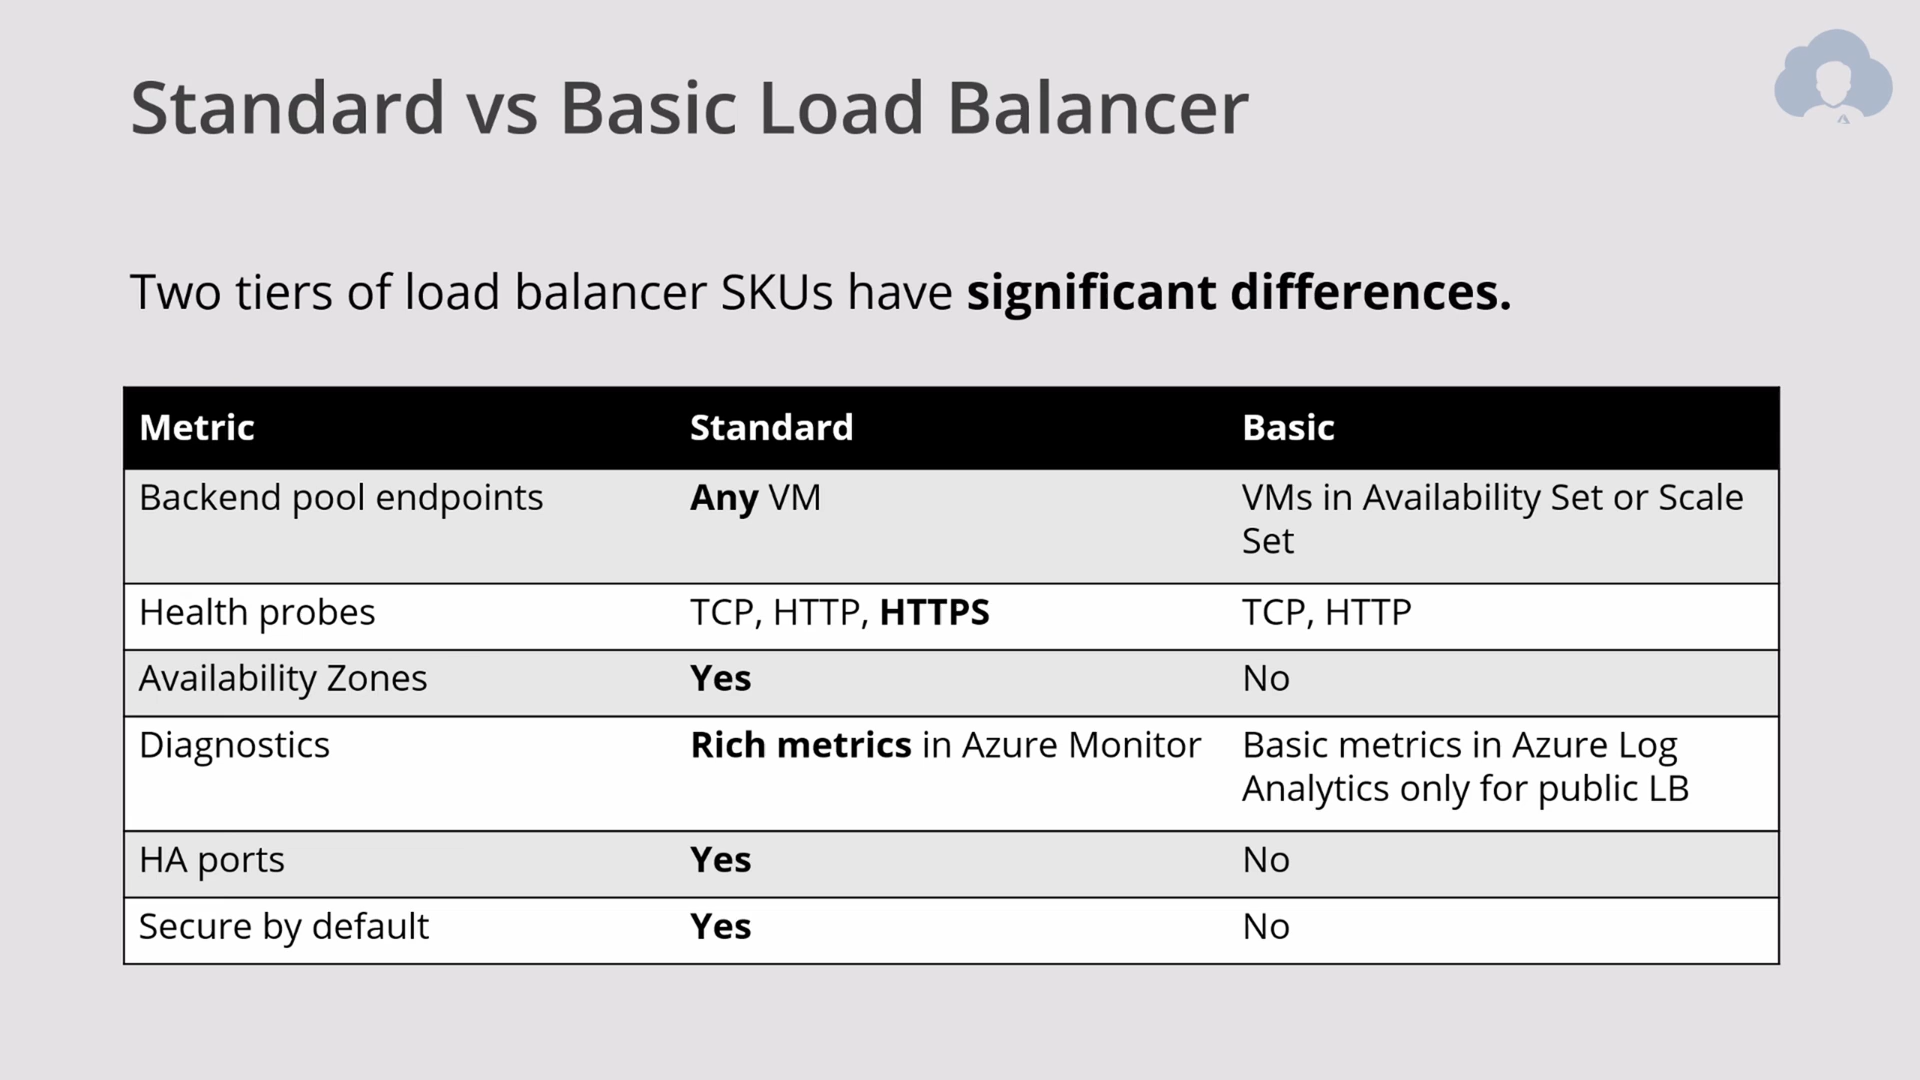 Standard vs Basic Load Balancer
Two tiers of load balancer SKUs have significant differences.
Metric Standard Basic
Backend pool endpoints Any VM VMs in Availability Set or Scale
Set
Health probes TCP, HTTP, HTTPS TCP, HTTP
Availability Zones Yes No
Diagnostics Rich metrics in Azure Monitor Basic metrics in Azure Log
Analytics only for public LB
HA ports Yes No
Secure by default Yes No